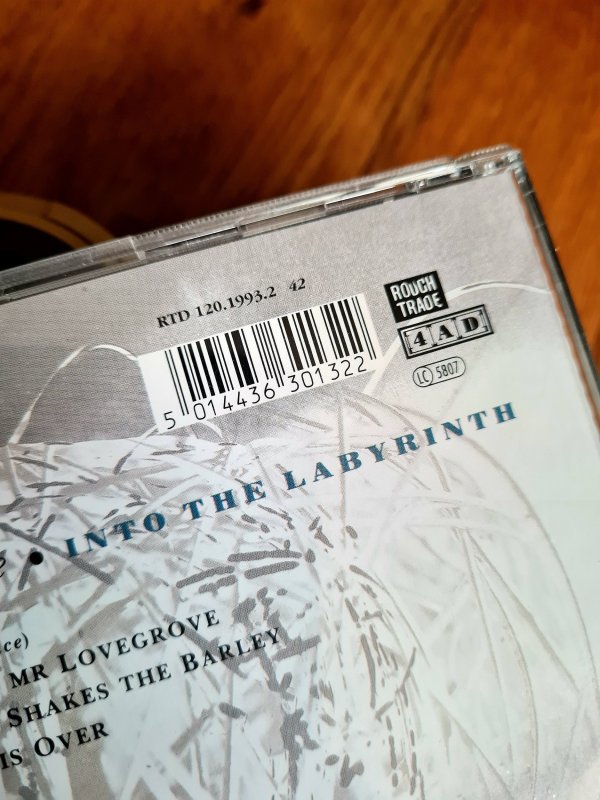 RTD 120.1993.2 42
ROUGH
TRADE
4AD
LC 5807
5 014436 301322
INTO THE LABYRINTH
ce)
MR LOVEGROVE
SHAKES THE BARLEY
IS OVER